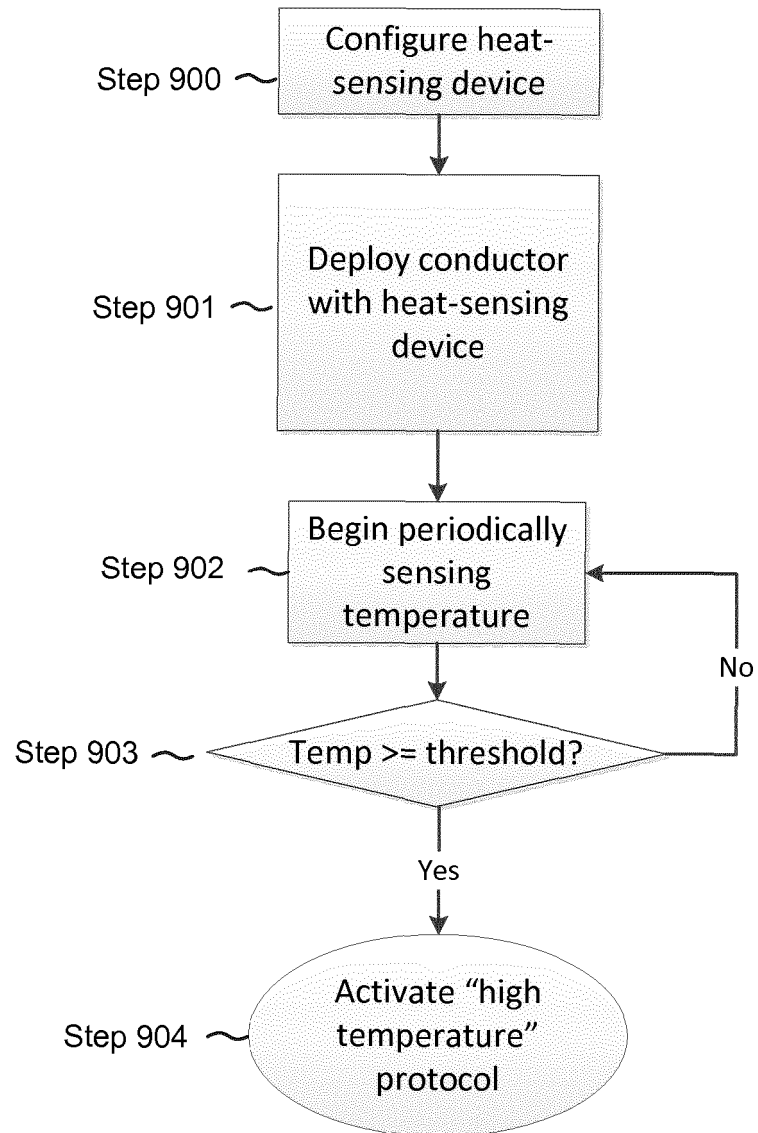 Step 900
Configure heat-
sensing device
Step 901
Deploy conductor
with heat-sensing
device
Step 902
Begin periodically
sensing
temperature
No
Step 903
Temp >= threshold?
Yes
Step 904
Activate “high
temperature”
protocol